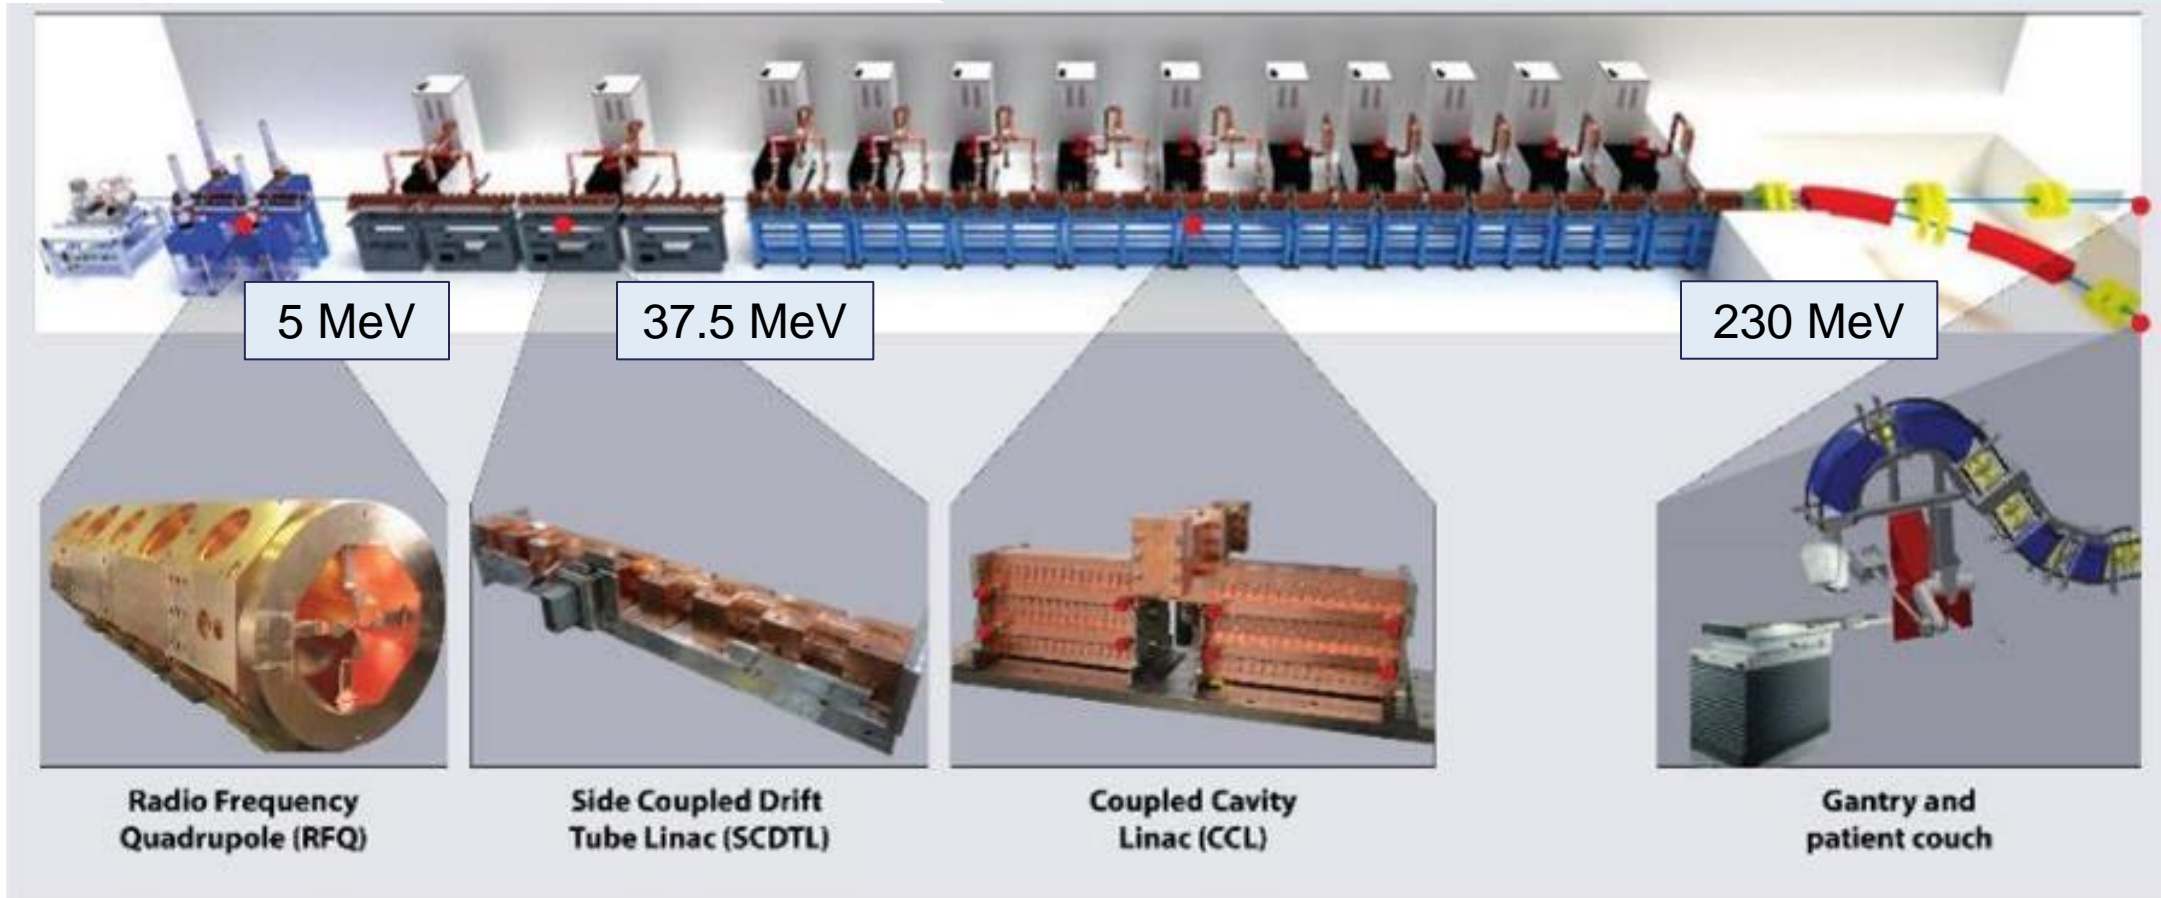 5 MeV
37.5 MeV
230 MeV
Radio Frequency
Quadrupole (RFQ)
Side Coupled Drift
Tube Linac (SCDTL)
Coupled Cavity
Linac (CCL)
Gantry and
patient couch